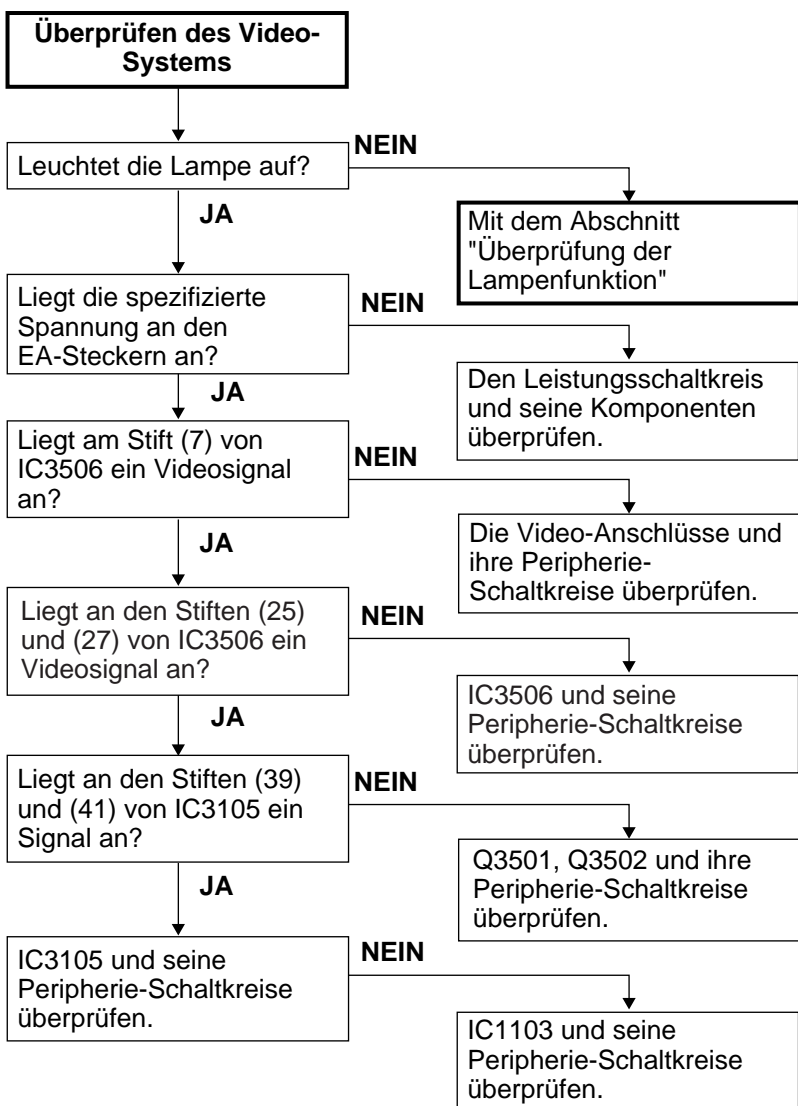 Überprüfen des Video-
Systems
NEIN
Leuchtet die Lampe auf?
JA
Mit dem Abschnitt
"Überprüfung der
Lampenfunktion"
Liegt die spezifizierte
Spannung an den
EA-Steckern an?
NEIN
JA
Den Leistungsschaltkreis
und seine Komponenten
überprüfen.
Liegt am Stift (7) von
IC3506 ein Videosignal
an?
NEIN
JA
Die Video-Anschlüsse und
ihre Peripherie-
Schaltkreise überprüfen.
Liegt an den Stiften (25)
und (27) von IC3506 ein
Videosignal an?
NEIN
JA
IC3506 und seine
Peripherie-Schaltkreise
überprüfen.
Liegt an den Stiften (39)
und (41) von IC3105 ein
Signal an?
NEIN
JA
Q3501, Q3502 und ihre
Peripherie-Schaltkreise
überprüfen.
IC3105 und seine
Peripherie-Schaltkreise
überprüfen.
NEIN
IC1103 und seine
Peripherie-Schaltkreise
überprüfen.